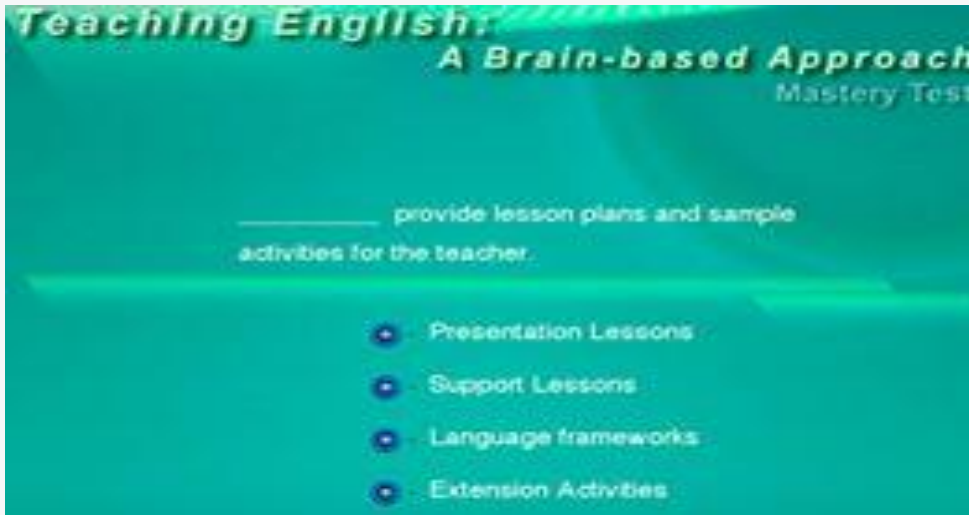 Teaching English:
A Brain-based Approach
Mastery Test
__________ provide lesson plans and sample
activities for the teacher.
Presentation Lessons
Support Lessons
Language frameworks
Extension Activities